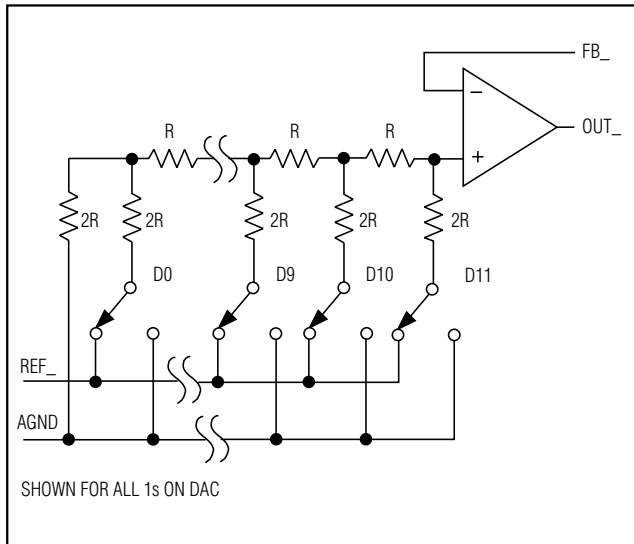 FB_
R
R
R
−
+
OUT_
2R
2R
2R
2R
2R
D0
D9
D10
D11
REF_
AGND
SHOWN FOR ALL 1s ON DAC